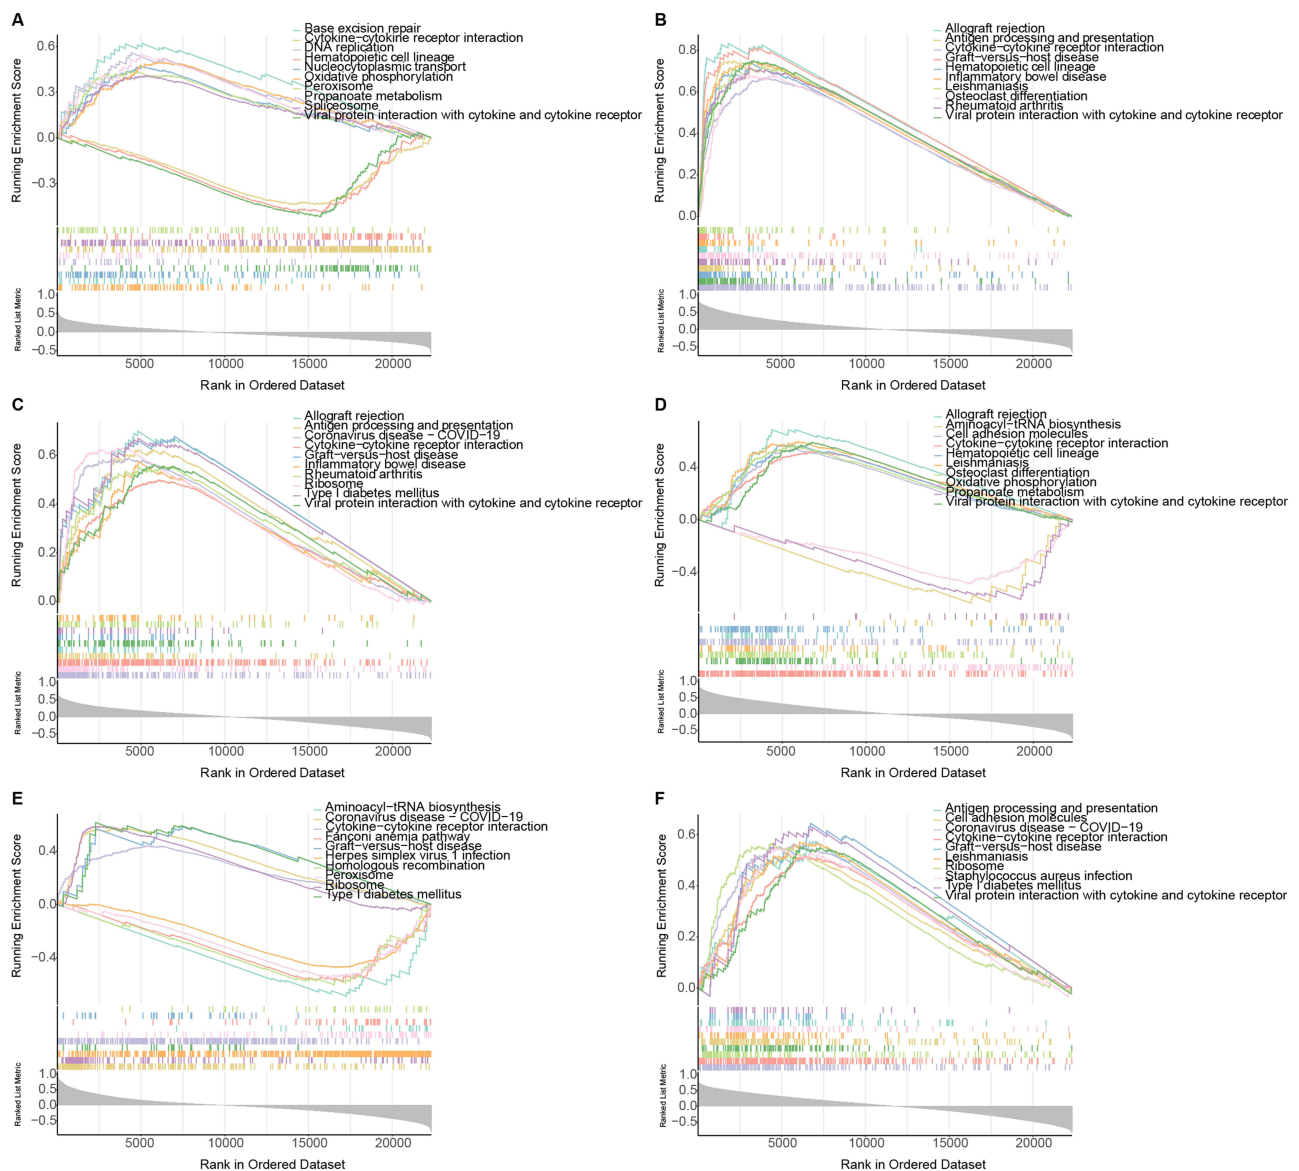 A
Running Enrichment Score
0.6
0.3
0.0
−0.3
Base excision repair
Cytokine−cytokine receptor interaction
DNA replication
Hematopoietic cell lineage
Nucleocytoplasmic transport
Oxidative phosphorylation
Peroxisome
Propanoate metabolism
Spliceosome
Viral protein interaction with cytokine and cytokine receptor
Ranked List Metric
1.0
0.5
0.0
−0.5
5000
10000
15000
20000
Rank in Ordered Dataset
B
Running Enrichment Score
0.8
0.6
0.4
0.2
0.0
Allograft rejection
Antigen processing and presentation
Cytokine−cytokine receptor interaction
Graft−versus−host disease
Hematopoietic cell lineage
Inflammatory bowel disease
Leishmaniasis
Osteoclast differentiation
Rheumatoid arthritis
Viral protein interaction with cytokine and cytokine receptor
Ranked List Metric
1.0
0.5
0.0
−0.5
5000
10000
15000
20000
Rank in Ordered Dataset
C
Running Enrichment Score
0.6
0.4
0.2
0.0
Allograft rejection
Antigen processing and presentation
Coronavirus disease − COVID−19
Cytokine−cytokine receptor interaction
Graft−versus−host disease
Inflammatory bowel disease
Rheumatoid arthritis
Ribosome
Type I diabetes mellitus
Viral protein interaction with cytokine and cytokine receptor
Ranked List Metric
1.0
0.5
0.0
−0.5
5000
10000
15000
20000
Rank in Ordered Dataset
D
Running Enrichment Score
0.4
0.0
−0.4
Allograft rejection
Aminoacyl−tRNA biosynthesis
Cell adhesion molecules
Cytokine−cytokine receptor interaction
Hematopoietic cell lineage
Leishmaniasis
Osteoclast differentiation
Oxidative phosphorylation
Propanoate metabolism
Viral protein interaction with cytokine and cytokine receptor
Ranked List Metric
1.0
0.5
0.0
−0.5
5000
10000
15000
20000
Rank in Ordered Dataset
E
Running Enrichment Score
0.4
0.0
−0.4
Aminoacyl−tRNA biosynthesis
Coronavirus disease − COVID−19
Cytokine−cytokine receptor interaction
Fanconi anemia pathway
Graft−versus−host disease
Herpes simplex virus 1 infection
Homologous recombination
Peroxisome
Ribosome
Type I diabetes mellitus
Ranked List Metric
1.0
0.5
0.0
−0.5
5000
10000
15000
20000
Rank in Ordered Dataset
F
Running Enrichment Score
0.6
0.4
0.2
0.0
Antigen processing and presentation
Cell adhesion molecules
Coronavirus disease − COVID−19
Cytokine−cytokine receptor interaction
Graft−versus−host disease
Leishmaniasis
Ribosome
Staphylococcus aureus infection
Type I diabetes mellitus
Viral protein interaction with cytokine and cytokine receptor
Ranked List Metric
1.0
0.5
0.0
−0.5
5000
10000
15000
20000
Rank in Ordered Dataset